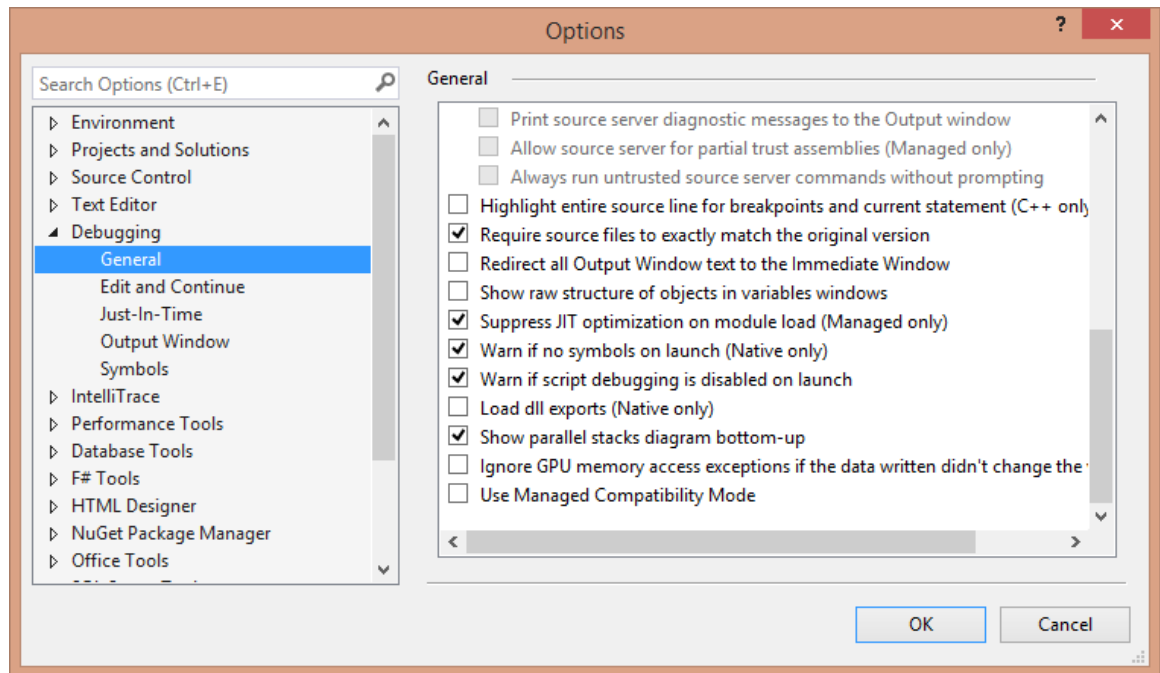 Options
?
Search Options (Ctrl+E)
Environment
Projects and Solutions
Source Control
Text Editor
Debugging
General
Edit and Continue
Just-In-Time
Output Window
Symbols
IntelliTrace
Performance Tools
Database Tools
F# Tools
HTML Designer
NuGet Package Manager
Office Tools
General
Print source server diagnostic messages to the Output window
Allow source server for partial trust assemblies (Managed only)
Always run untrusted source server commands without prompting
Highlight entire source line for breakpoints and current statement (C++ only
Require source files to exactly match the original version
Redirect all Output Window text to the Immediate Window
Show raw structure of objects in variables windows
Suppress JIT optimization on module load (Managed only)
Warn if no symbols on launch (Native only)
Warn if script debugging is disabled on launch
Load dll exports (Native only)
Show parallel stacks diagram bottom-up
Ignore GPU memory access exceptions if the data written didn't change the
Use Managed Compatibility Mode
OK
Cancel